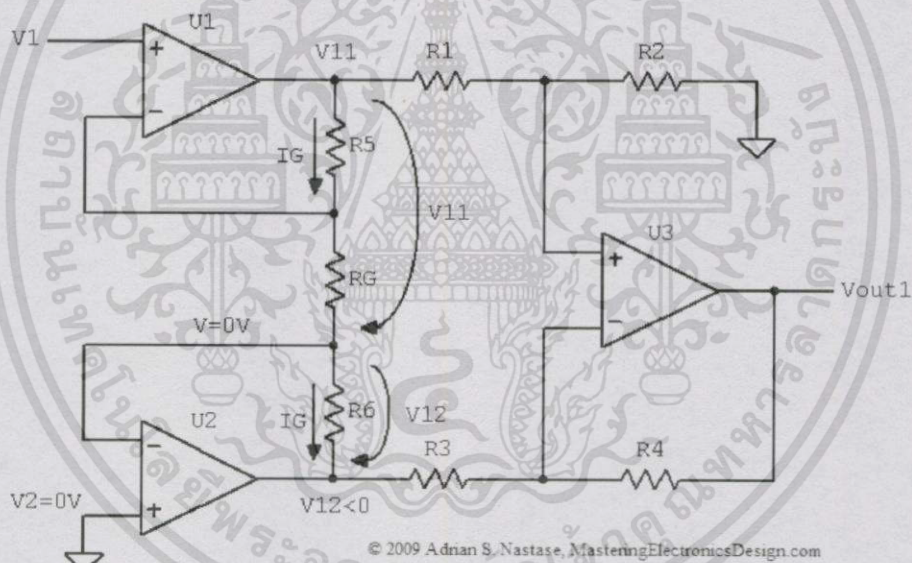 U1
V1
V11
R1
R2
+
-
R5
IG
V11
U3
RG
+
-
Vout1
V=0V
IG
R6
V12
U2
R3
R4
-
V2=0V
+
V12<0
© 2009 Adrian S. Nastase, MasteringElectronicsDesign.com